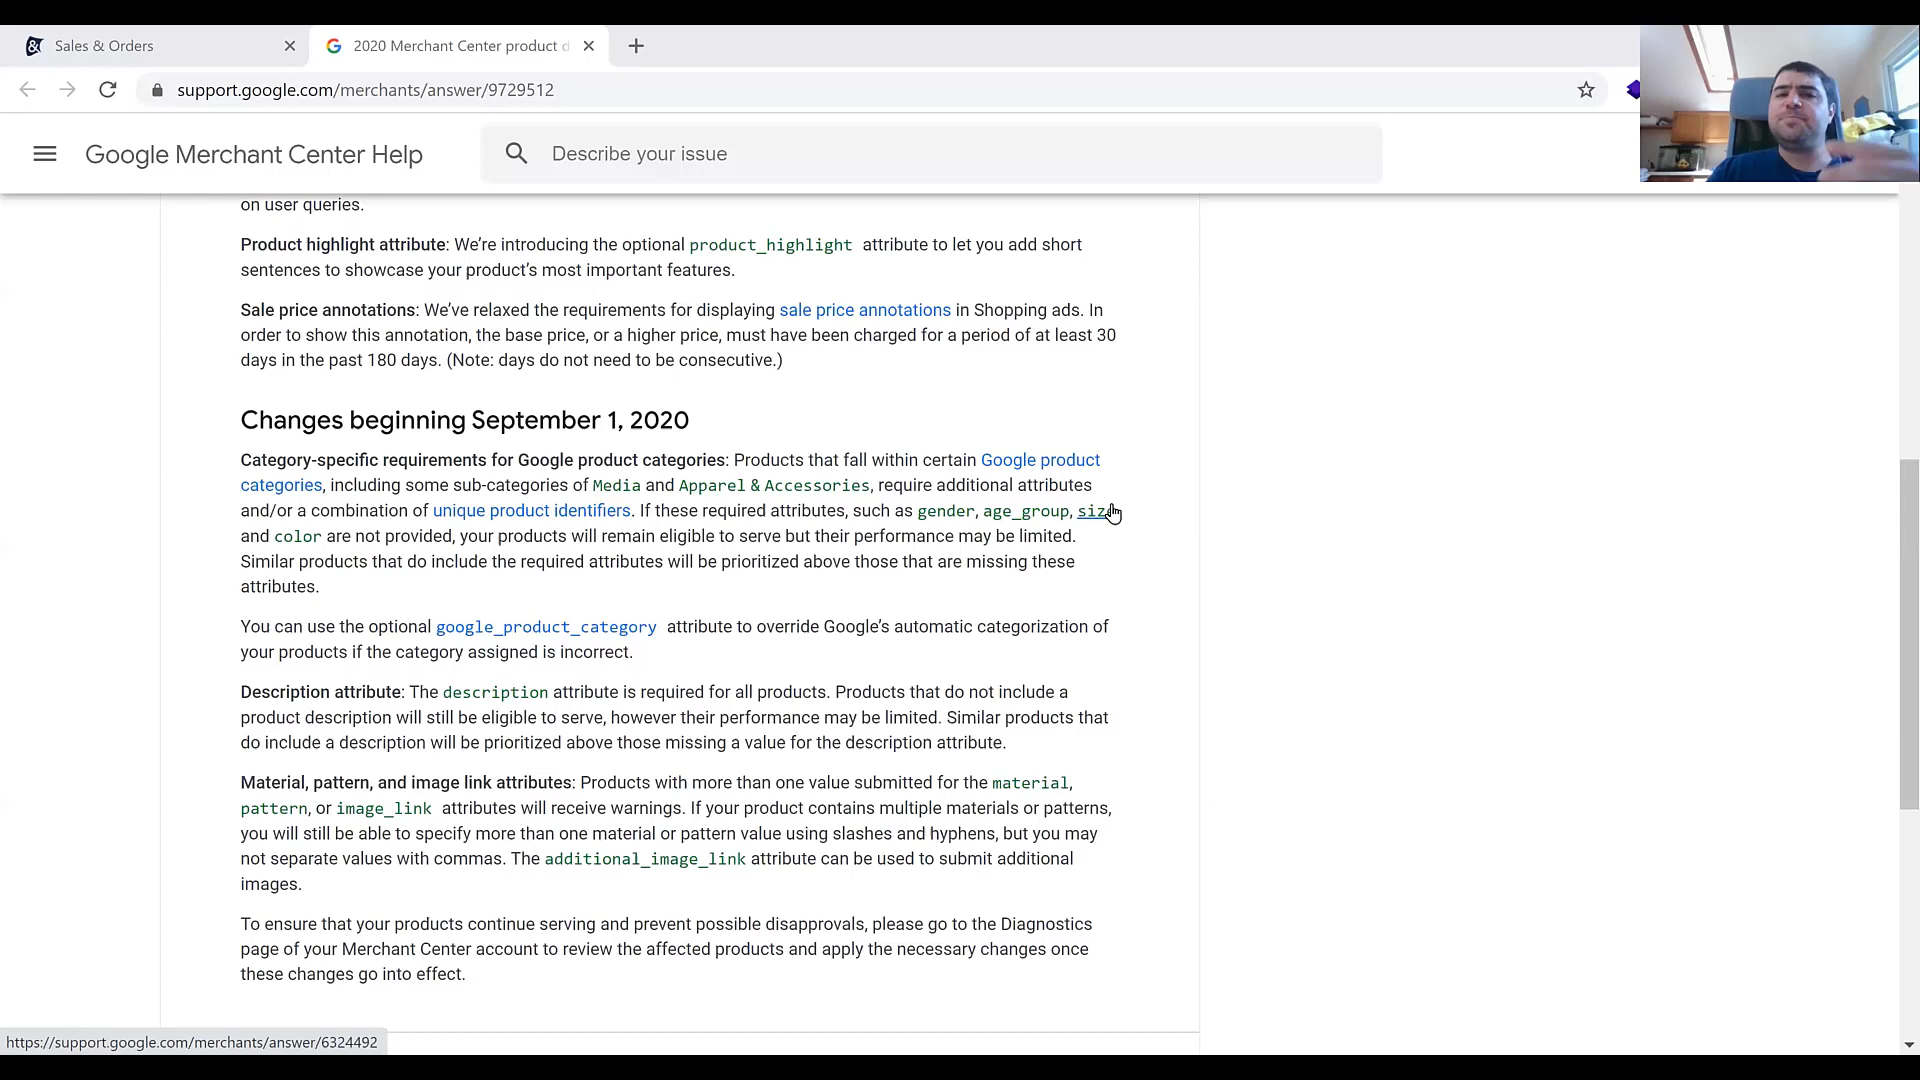 Sales & Orders
2020 Merchant Center product d
support.google.com/merchants/answer/9729512
Google Merchant Center Help
Describe your issue
on user queries.
Product highlight attribute: We're introducing the optional product_highlight attribute to let you add short
sentences to showcase your product's most important features.
Sale price annotations: We've relaxed the requirements for displaying sale price annotations in Shopping ads. In
order to show this annotation, the base price, or a higher price, must have been charged for a period of at least 30
days in the past 180 days. (Note: days do not need to be consecutive.)
Changes beginning September 1, 2020
Category-specific requirements for Google product categories: Products that fall within certain Google product
categories, including some sub-categories of Media and Apparel & Accessories, require additional attributes
and/or a combination of unique product identifiers. If these required attributes, such as gender, age_group, siz
and color are not provided, your products will remain eligible to serve but their performance may be limited.
Similar products that do include the required attributes will be prioritized above those that are missing these
attributes.
You can use the optional google_product_category attribute to override Google's automatic categorization of
your products if the category assigned is incorrect.
Description attribute: The description attribute is required for all products. Products that do not include a
product description will still be eligible to serve, however their performance may be limited. Similar products that
do include a description will be prioritized above those missing a value for the description attribute.
Material, pattern, and image link attributes: Products with more than one value submitted for the material,
pattern, or image_link attributes will receive warnings. If your product contains multiple materials or patterns,
you will still be able to specify more than one material or pattern value using slashes and hyphens, but you may
not separate values with commas. The additional_image_link attribute can be used to submit additional
images.
To ensure that your products continue serving and prevent possible disapprovals, please go to the Diagnostics
page of your Merchant Center account to review the affected products and apply the necessary changes once
these changes go into effect.
https://support.google.com/merchants/answer/6324492